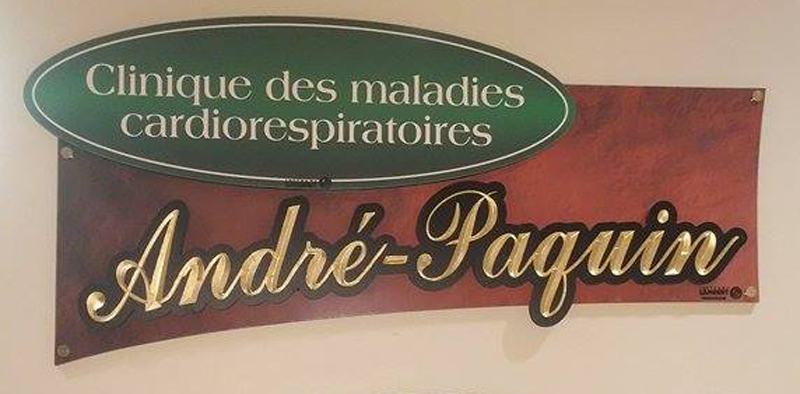 Clinique des maladies
cardiorespiratoires
André-Paquin